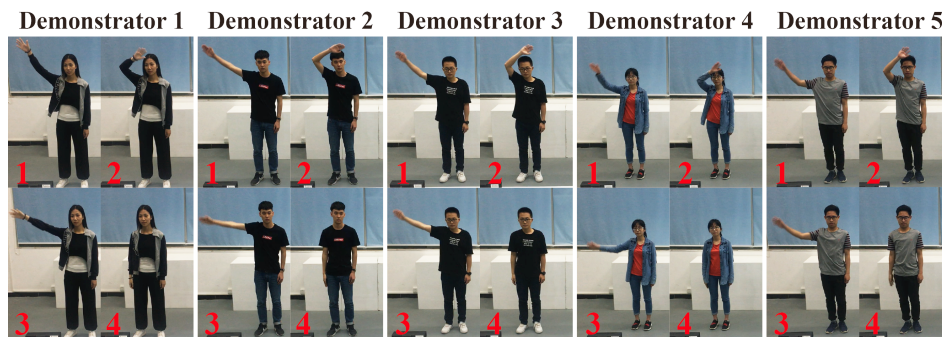 Demonstrator 1 Demonstrator 2 Demonstrator 3 Demonstrator 4 Demonstrator 5
1 2 1 2 1 2 1 2 1 2
3 4 3 4 3 4 3 4 3 4